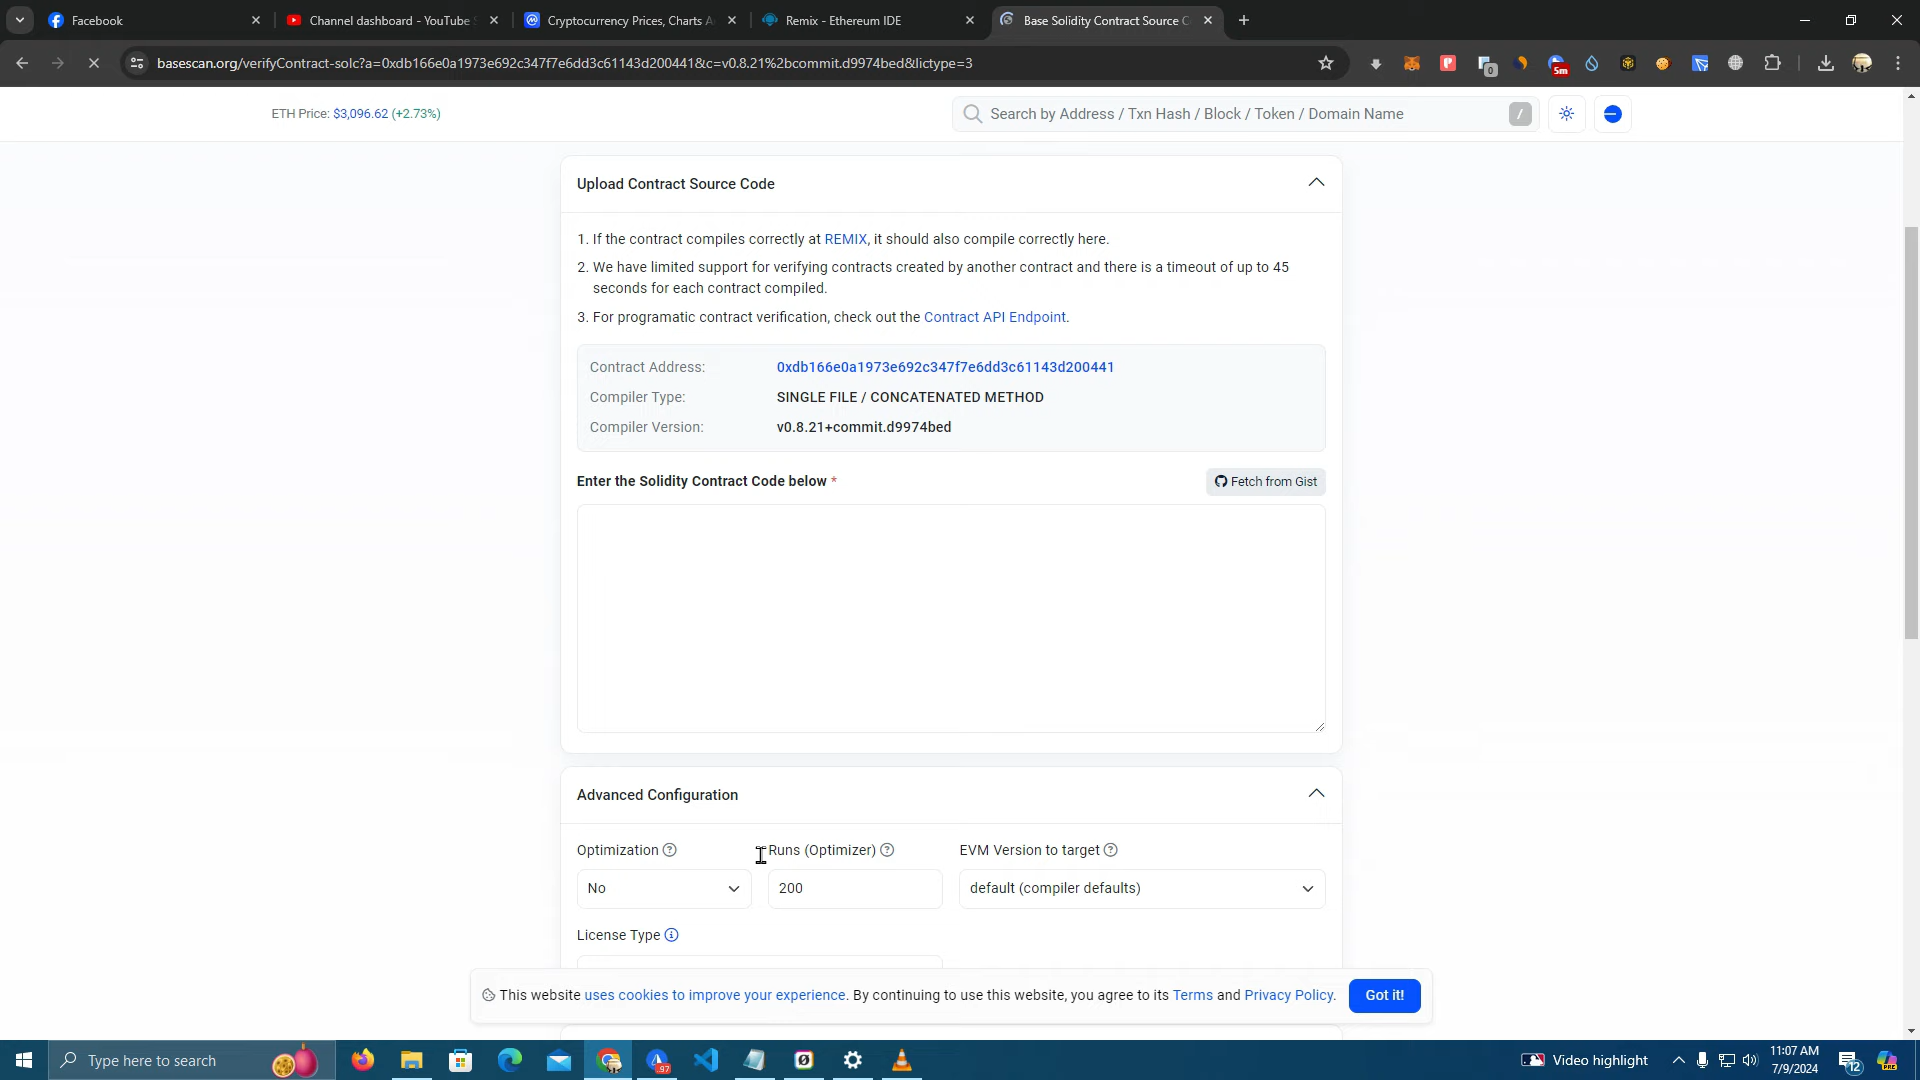 Facebook
Channel dashboard - YouTube S
Cryptocurrency Prices, Charts A
Remix - Ethereum IDE
Base Solidity Contract Source C
basescan.org/verifyContract-solc?a=0xdb166e0a1973e692c347f7e6dd3c61143d200441&c=v0.8.21%2bcommit.d9974bed&lictype=3
0
5m
ETH Price: $3,096.62 (+2.73%)
Search by Address / Txn Hash / Block / Token / Domain Name
/
Upload Contract Source Code
1. If the contract compiles correctly at REMIX, it should also compile correctly here.
2. We have limited support for verifying contracts created by another contract and there is a timeout of up to 45
seconds for each contract compiled.
3. For programatic contract verification, check out the Contract API Endpoint.
Contract Address: 0xdb166e0a1973e692c347f7e6dd3c61143d200441
Compiler Type: SINGLE FILE / CONCATENATED METHOD
Compiler Version: v0.8.21+commit.d9974bed
Enter the Solidity Contract Code below *
Fetch from Gist
Advanced Configuration
Optimization
Runs (Optimizer)
EVM Version to target
No
200
default (compiler defaults)
License Type
This website uses cookies to improve your experience. By continuing to use this website, you agree to its Terms and Privacy Policy.
Got it!
Type here to search
.97
Video highlight
11:07 AM
7/9/2024
12
PRE